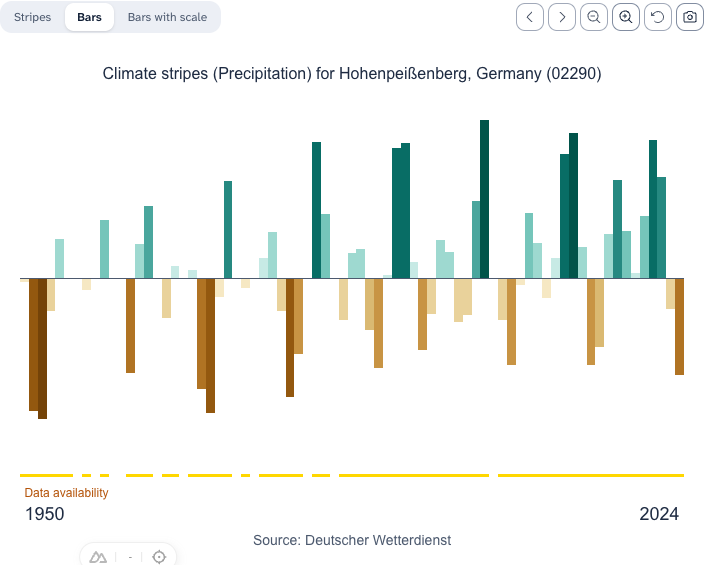 Stripes Bars Bars with scale
Climate stripes (Precipitation) for Hohenpeißenberg, Germany (02290)
Data availability
1950 2024
Source: Deutscher Wetterdienst
-